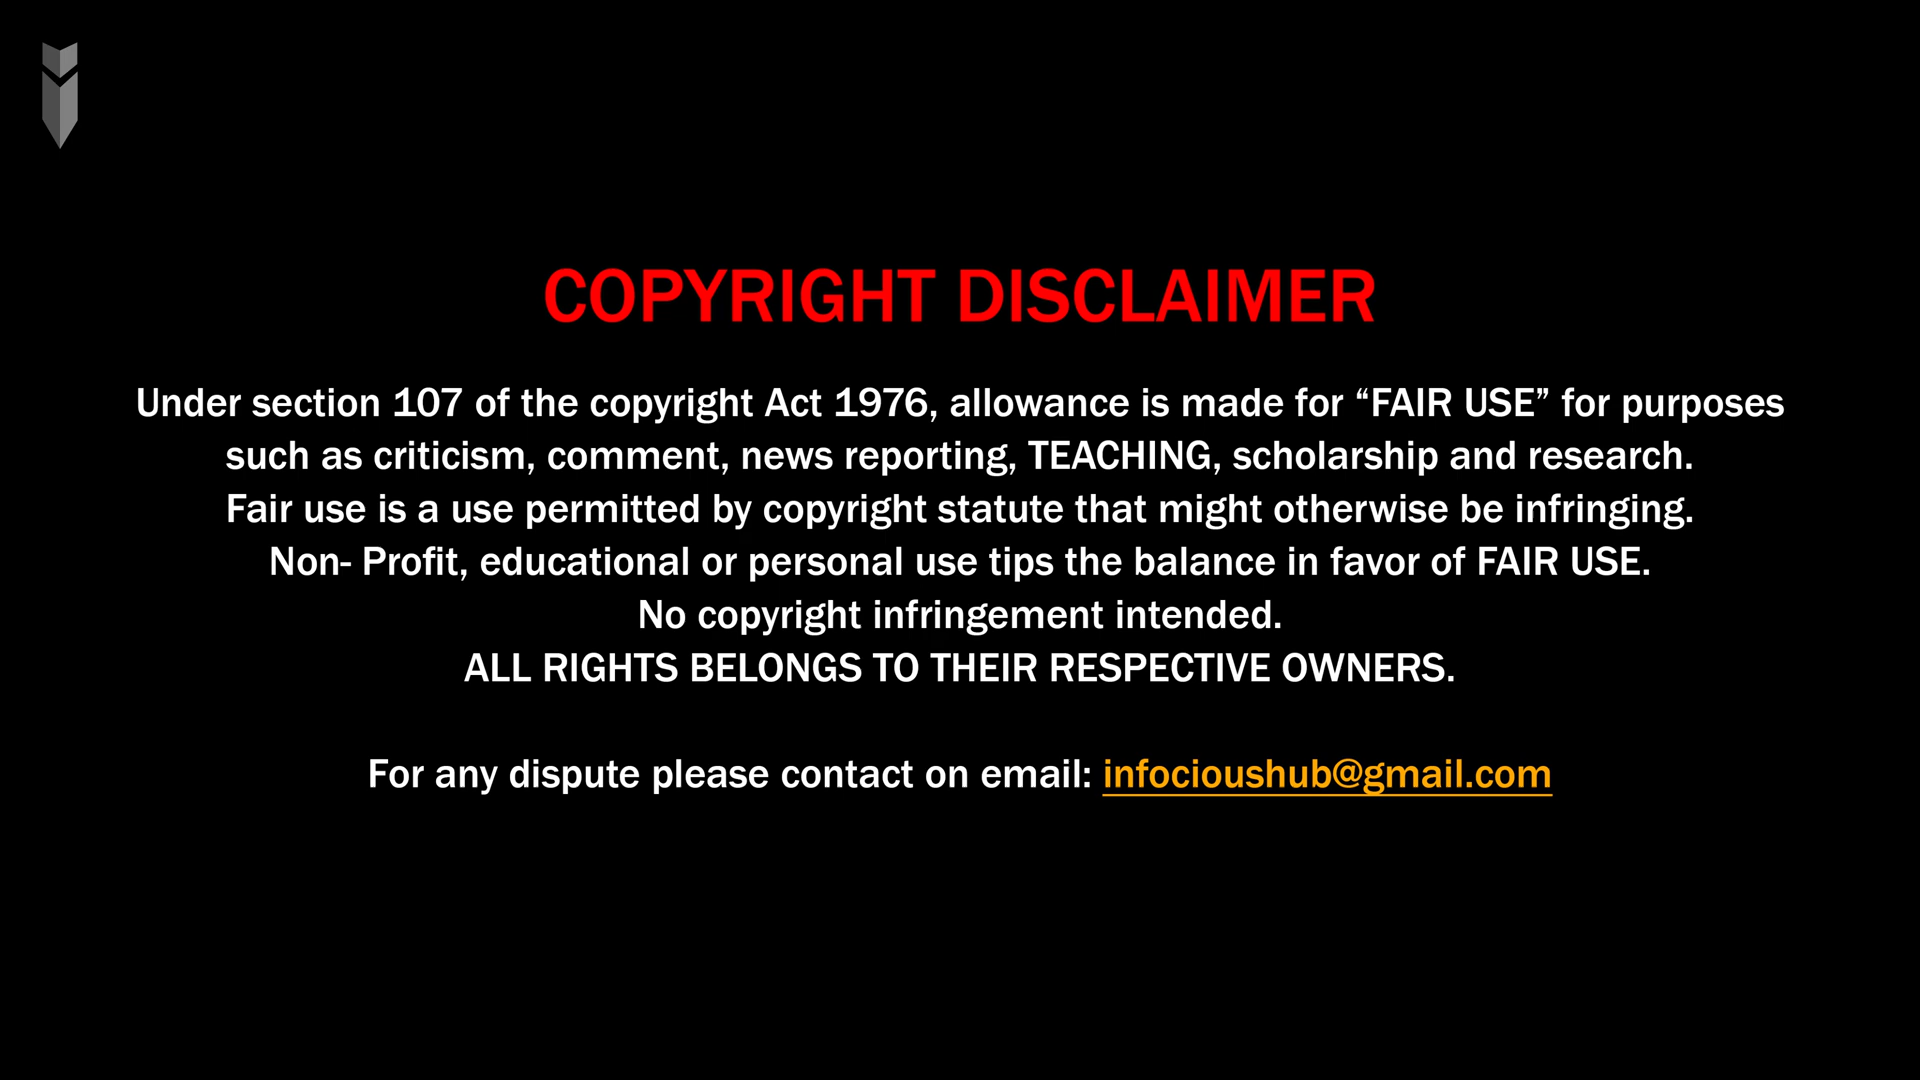 COPYRIGHT DISCLAIMER
Under section 107 of the copyright Act 1976, allowance is made for “FAIR USE” for purposes
such as criticism, comment, news reporting, TEACHING, scholarship and research.
Fair use is a use permitted by copyright statute that might otherwise be infringing.
Non- Profit, educational or personal use tips the balance in favor of FAIR USE.
No copyright infringement intended.
ALL RIGHTS BELONGS TO THEIR RESPECTIVE OWNERS.
For any dispute please contact on email: infocioushub@gmail.com